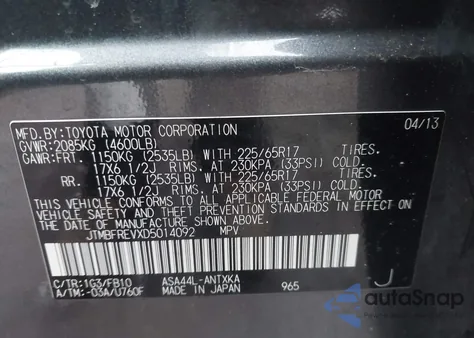 MFD.BY:TOYOTA MOTOR CORPORATION 04/13
GVWR:2085KG (4600LB)
GAWR:FRT. 1150KG (2535LB) WITH 225/65R17 TIRES.
17X6 1/2J RIMS. AT 230KPA (33PSI) COLD.
RR. 1150KG (2535LB) WITH 225/65R17 TIRES.
17X6 1/2J RIMS. AT 230KPA (33PSI) COLD.
THIS VEHICLE CONFORMS TO ALL APPLICABLE FEDERAL MOTOR
VEHICLE SAFETY AND THEFT PREVENTION STANDARDS IN EFFECT ON
THE DATE OF MANUFACTURE SHOWN ABOVE.
JTMBFREVXD5014092 MPV
C/TR:1G3/FB10 ASA44L-ANTXKA J
A/TM:-03A/U760F MADE IN JAPAN 965
autoSnap
Powered by AutoBidMaster